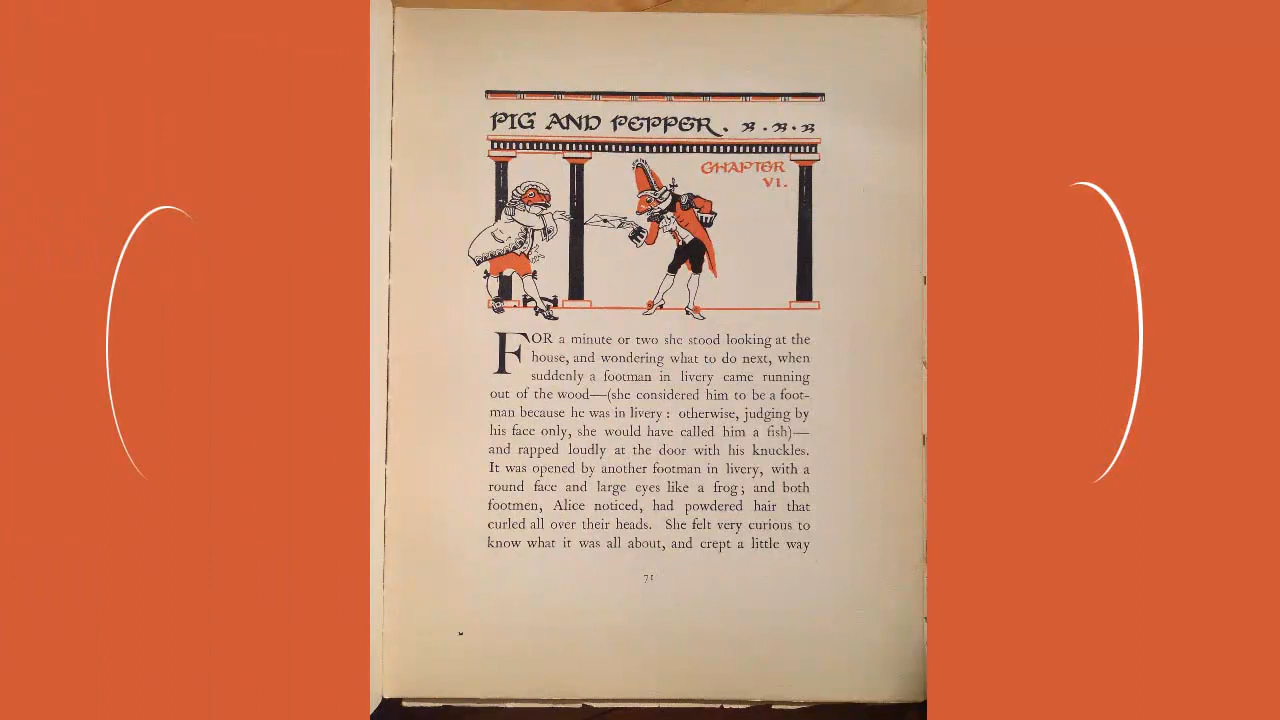 PIG AND PEPPER.
CHAPTER
VI.
FOR a minute or two she stood looking at the
house, and wondering what to do next, when
suddenly a footman in livery came running
out of the wood—(she considered him to be a foot-
man because he was in livery : otherwise, judging by
his face only, she would have called him a fish)—
and rapped loudly at the door with his knuckles.
It was opened by another footman in livery, with a
round face and large eyes like a frog; and both
footmen, Alice noticed, had powdered hair that
curled all over their heads. She felt very curious to
know what it was all about, and crept a little way
71